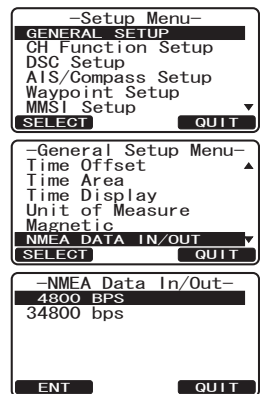 -Setup Menu-
GENERAL SETUP
CH Function Setup
DSC Setup
AIS/Compass Setup
Waypoint Setup
MMSI Setup
SELECT QUIT
-General Setup Menu-
Time Offset
Time Area
Time Display
Unit of Measure
Magnetic
NMEA DATA IN/OUT
SELECT QUIT
-NMEA Data In/Out-
4800 BPS
34800 bps
ENT QUIT